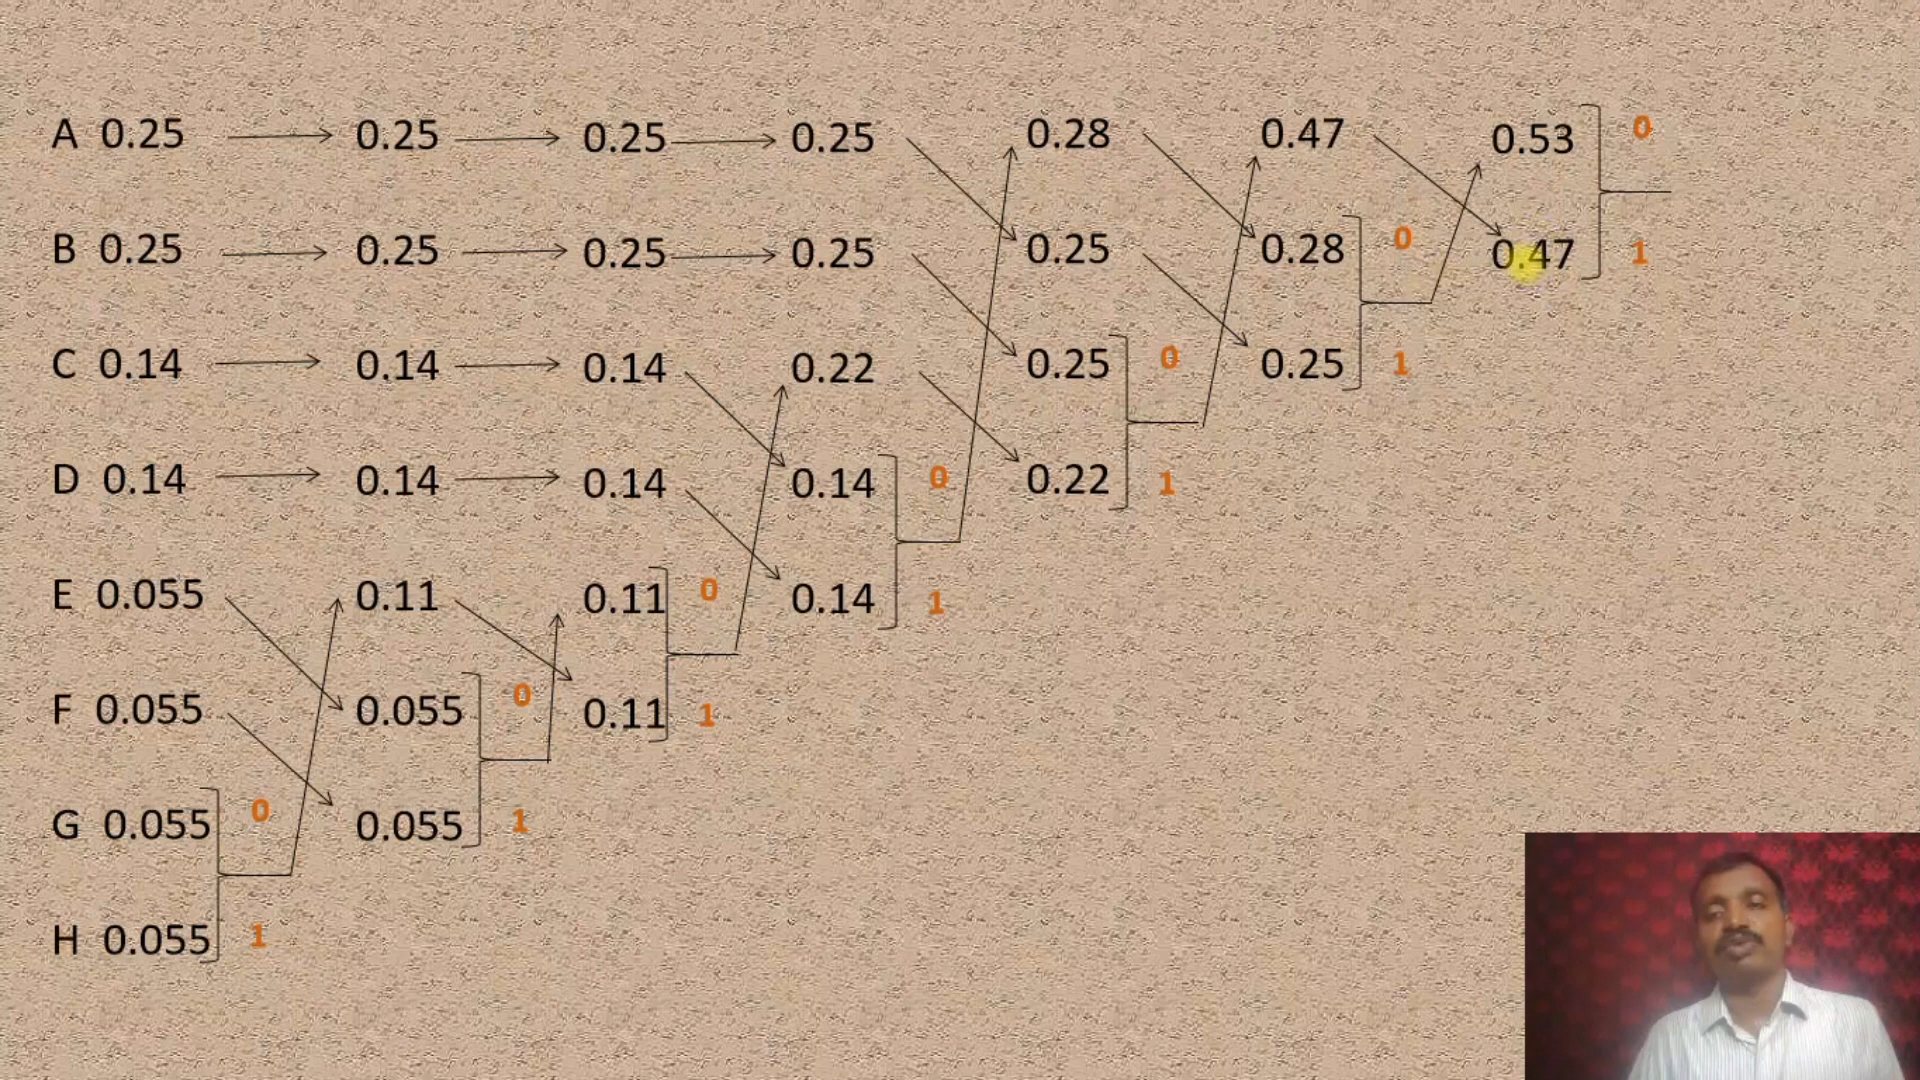 A 0.25 0.25 0.25 0.25 0.28 0.47 0.53 0
B 0.25 0.25 0.25 0.25 0.25 0.28 0 0.47 1
C 0.14 0.14 0.14 0.22 0.25 0 0.25 1
D 0.14 0.14 0.14 0.14 0 0.22 1
E 0.055 0.11 0.11 0 0.14 1
F 0.055 0.055 0 0.11 1
G 0.055 0 0.055 1
H 0.055 1